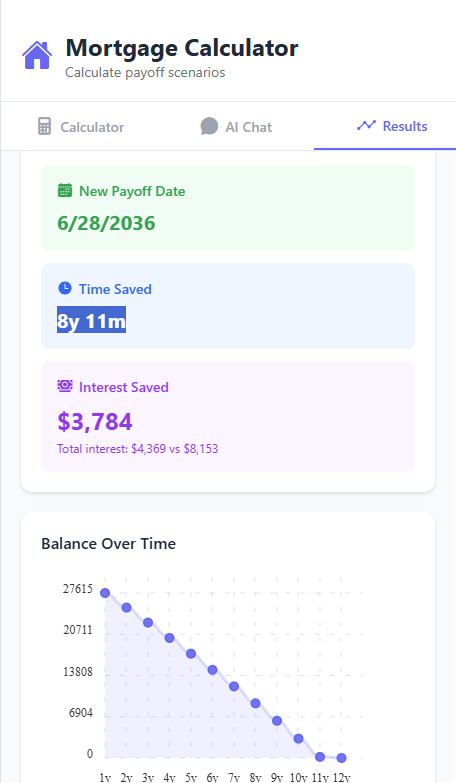 Mortgage Calculator
Calculate payoff scenarios
Calculator
AI Chat
Results
New Payoff Date
6/28/2036
Time Saved
8y 11m
Interest Saved
$3,784
Total interest: $4,369 vs $8,153
Balance Over Time
27615
20711
13808
6904
0
1y 2y 3y 4y 5y 6y 7y 8y 9y 10y 11y 12y